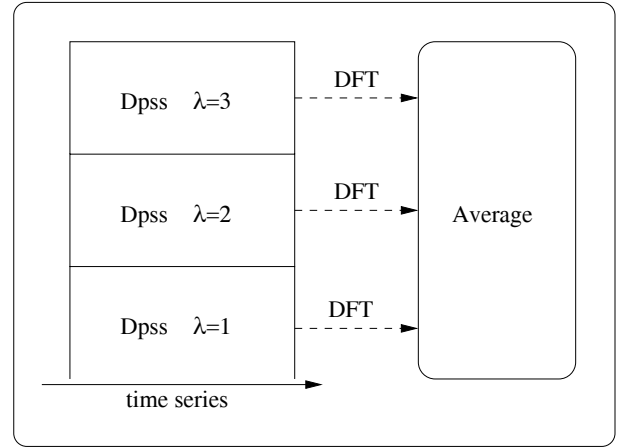 Dpss λ=3
DFT
Dpss λ=2
DFT
Average
Dpss λ=1
DFT
time series